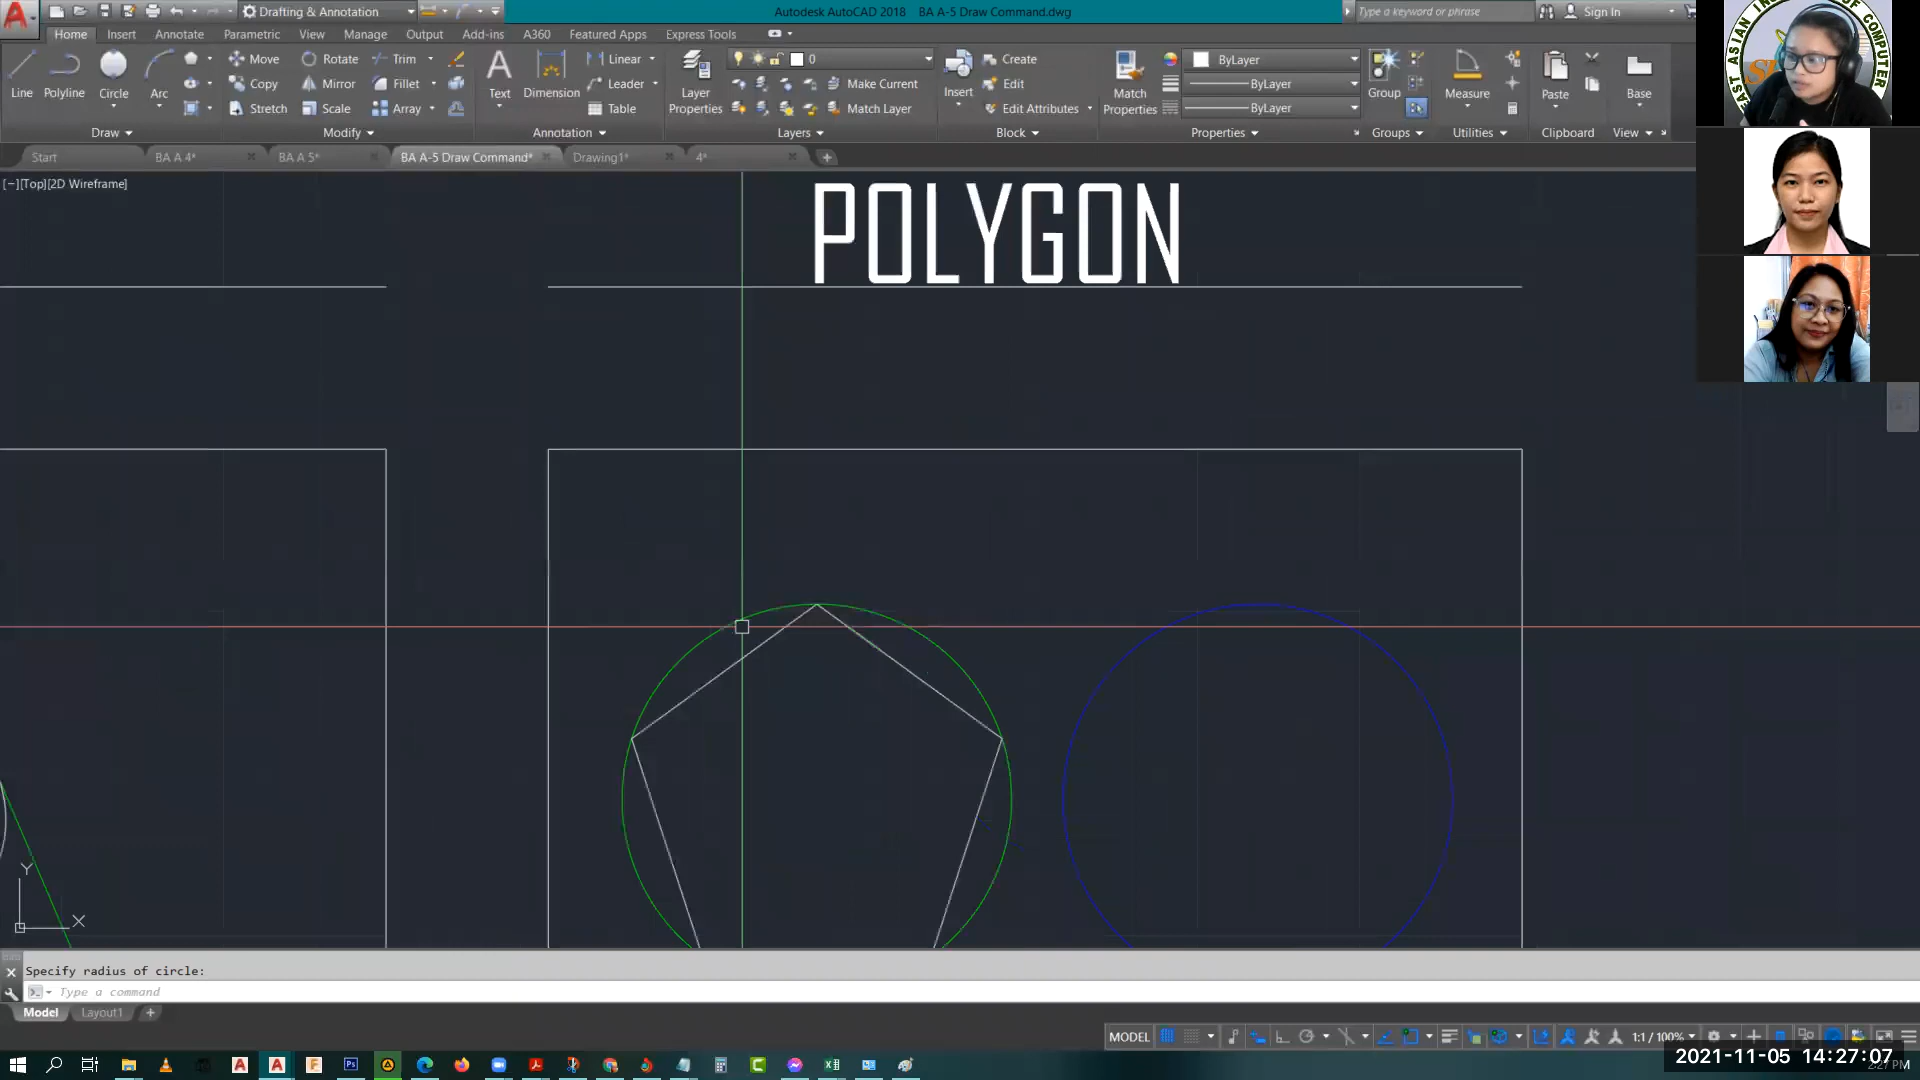 Drafting & Annotation
Autodesk AutoCAD 2018 BA A-5 Draw Command.dwg
Type a keyword or phrase
Sign In
Home Insert Annotate Parametric View Manage Output Add-ins A360 Featured Apps Express Tools
Line Polyline Circle Arc
Move Rotate Trim
Copy Mirror Fillet
Stretch Scale Array
Text Dimension
Linear
Leader
Table
Layer Properties
0
Make Current
Match Layer
Insert
Create
Edit
Edit Attributes
Match Properties
ByLayer
ByLayer
ByLayer
Group Measure Paste Base
Draw Modify Annotation Layers Block Properties Groups Utilities Clipboard View
Start BA A 4* BA A 5* BA A-5 Draw Command* Drawing1* 4*
[−][Top][2D Wireframe]
POLYGON
Y
X
Specify radius of circle:
Type a command
Model Layout1
MODEL
1:1 / 100%
2021-11-05 14:27:07
2:27 PM